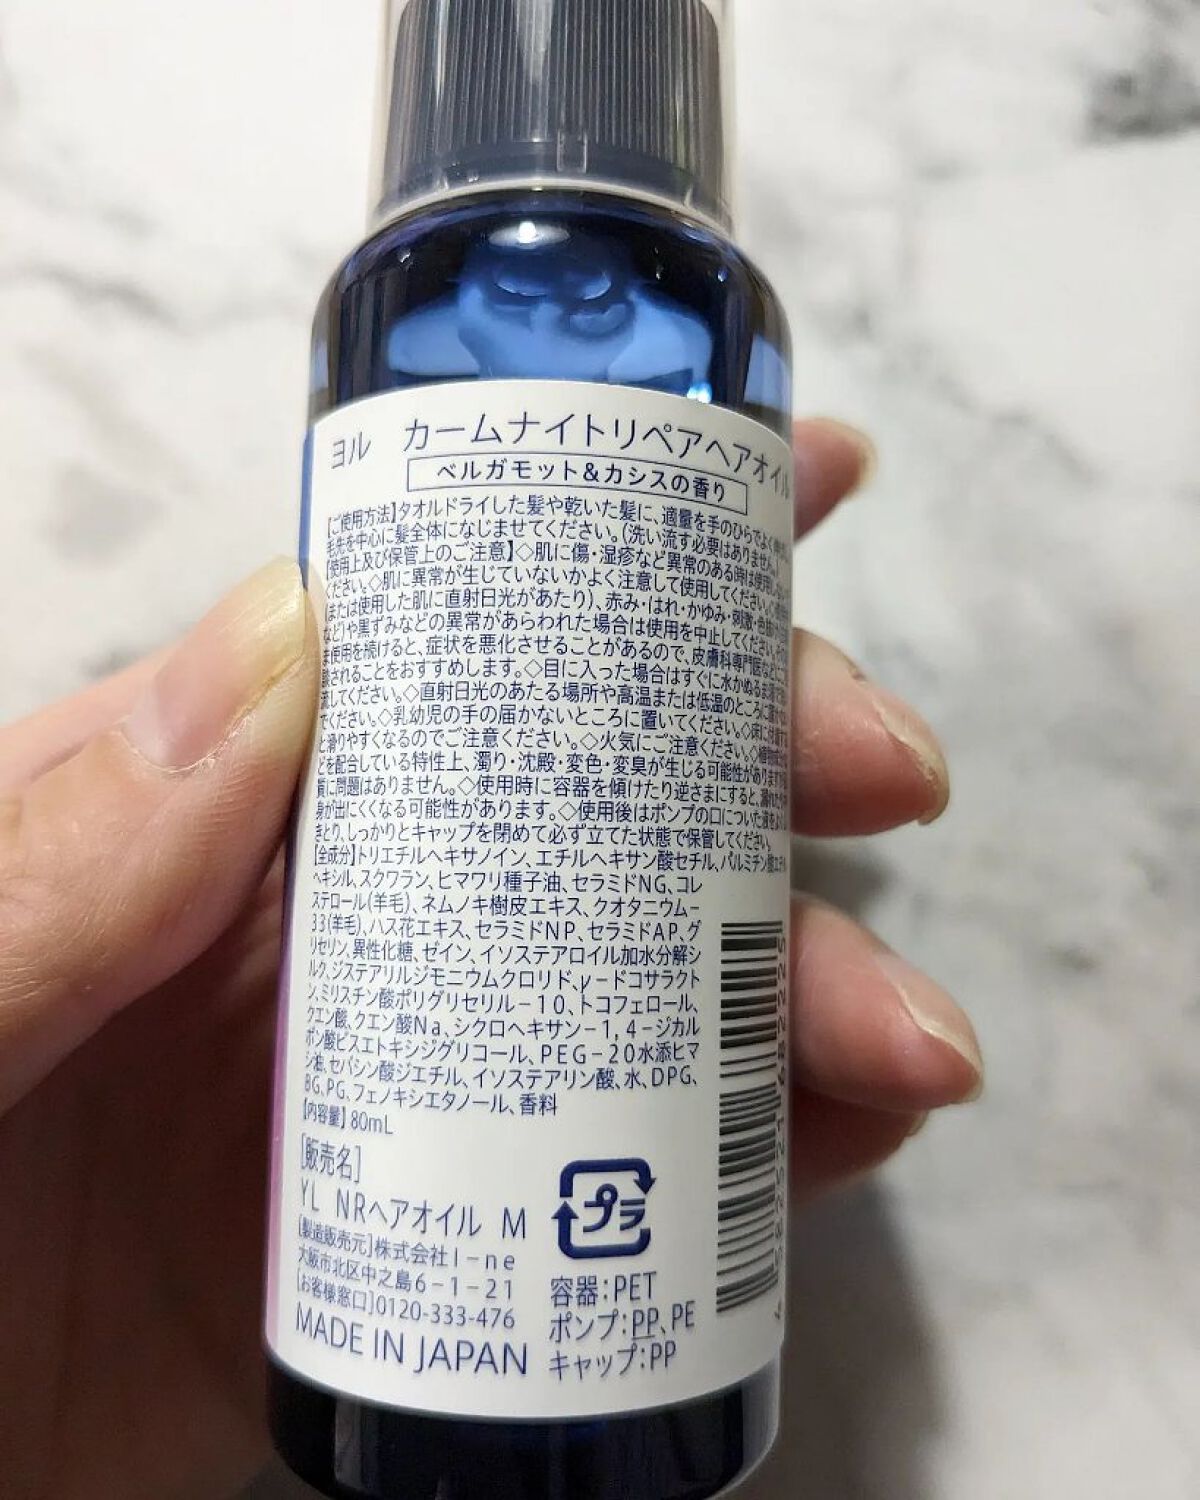 ヨル カームナイトリペアヘアオイル
ベルガモット&カシスの香り
【ご使用方法】タオルドライした髪や乾いた髪に、適量を手のひらでよく
毛先を中心に髪全体になじませてください。(洗い流す必要はありません。)
【使用上及び保管上のご注意】◇肌に傷・湿疹など異常のある時は使用し
ください。◇肌に異常が生じていないかよく注意して使用してください。
(または使用した肌に直射日光があたり)、赤み・はれ・かゆみ・刺激・
など)や黒ずみなどの異常があらわれた場合は使用を中止してください。
ま使用を続けると、症状を悪化させることがあるので、皮膚科専門医などに
談されることをおすすめします。◇目に入った場合はすぐに水かぬるま湯で
流してください。◇直射日光のあたる場所や高温または低温のところに
でください。◇乳幼児の手の届かないところに置いてください。◇床に
と滑りやすくなるのでご注意ください。◇火気にご注意ください。◇植物
どを配合している特性上、濁り・沈殿・変色・変臭が生じる可能性があります
質に問題はありません。◇使用時に容器を傾けたり逆さまにすると、漏れたり
身が出にくくなる可能性があります。◇使用後はポンプの口についた液を
きとり、しっかりとキャップを閉めて必ず立てた状態で保管してください。
【全成分】トリエチルヘキサノイン、エチルヘキサン酸セチル、パルミチン酸エチル
ヘキシル、スクワラン、ヒマワリ種子油、セラミドNG、コレ
ステロール(羊毛)、ネムノキ樹皮エキス、クオタニウム-
33(羊毛)、ハス花エキス、セラミドNP、セラミドAP、グ
リセリン、異性化糖、ゼイン、イソステアロイル加水分解シ
ルク、ジステアリルジモニウムクロリド、γ-ドコサラクト
ン、ミリスチン酸ポリグリセリル-10、トコフェロール、
クエン酸、クエン酸Na、シクロヘキサン-1,4-ジカル
ボン酸ビスエトキシジグリコール、PEG-20水添ヒマ
シ油、セバシン酸ジエチル、イソステアリン酸、水、DPG、
BG、PG、フェノキシエタノール、香料
【内容量】80mL
[販売名]
YL NRヘアオイル M
[製造販売元]株式会社I-ne
大阪市北区中之島6-1-21
[お客様窓口]0120-333-476
MADE IN JAPAN
プラ
容器:PET
ポンプ:PP、PE
キャップ:PP